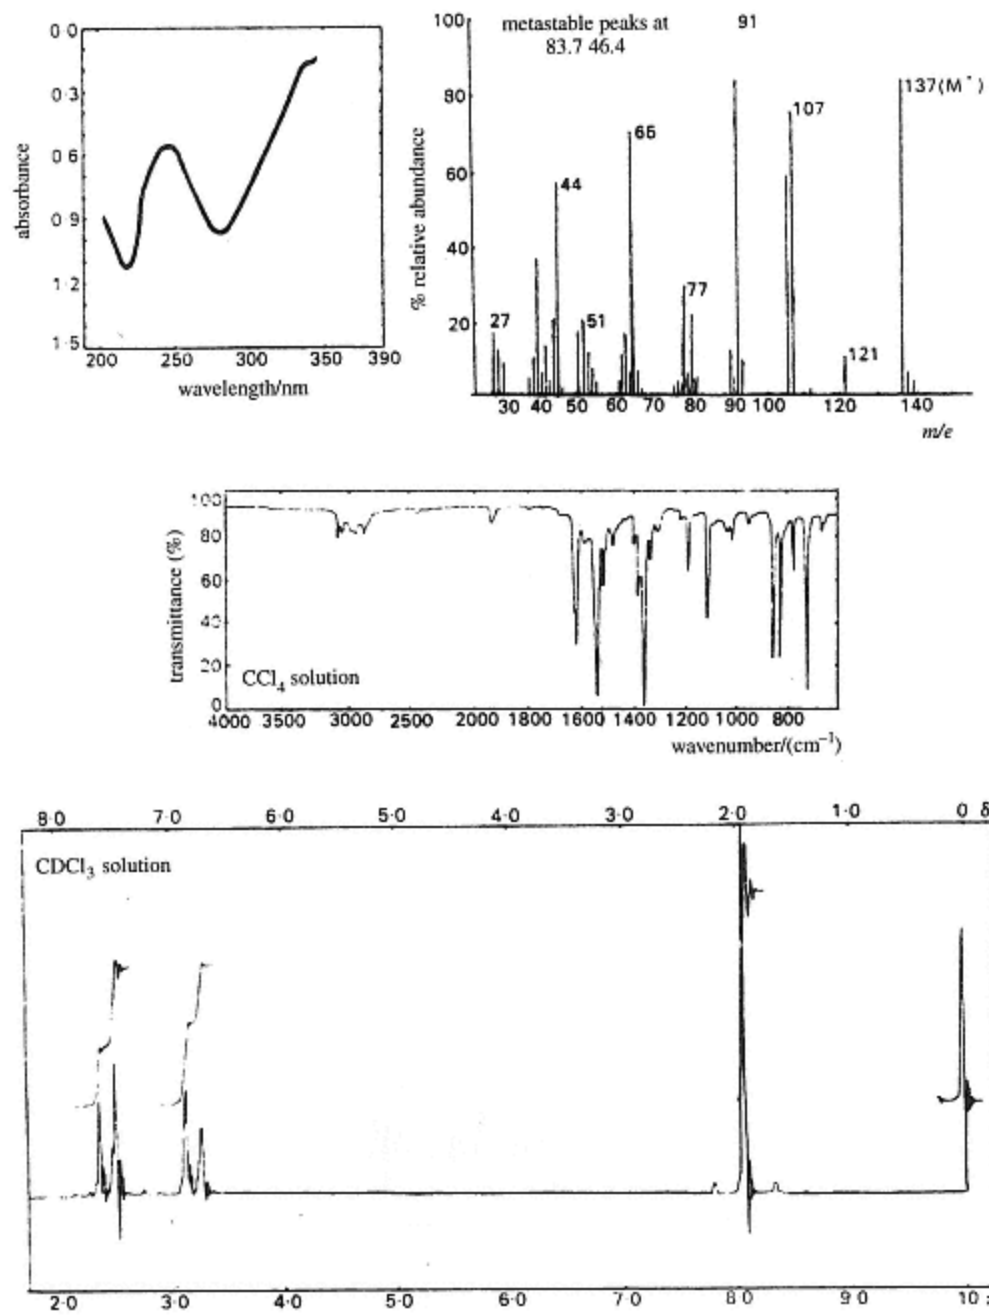 absorbance
0·0
0·3
0·6
0·9
1·2
1·5
200 250 300 350 390
wavelength/nm
metastable peaks at
83.7 46.4
% relative abundance
100
80
60
40
20
27
44
51
65
77
91
107
121
137(M⁺)
30 40 50 60 70 80 90 100 120 140
m/e
transmittance (%)
100
80
60
40
20
0
CCl₄ solution
4000 3500 3000 2500 2000 1800 1600 1400 1200 1000 800
wavenumber/(cm⁻¹)
8·0 7·0 6·0 5·0 4·0 3·0 2·0 1·0 0 δ
CDCl₃ solution
2·0 3·0 4·0 5·0 6·0 7·0 8·0 9·0 10